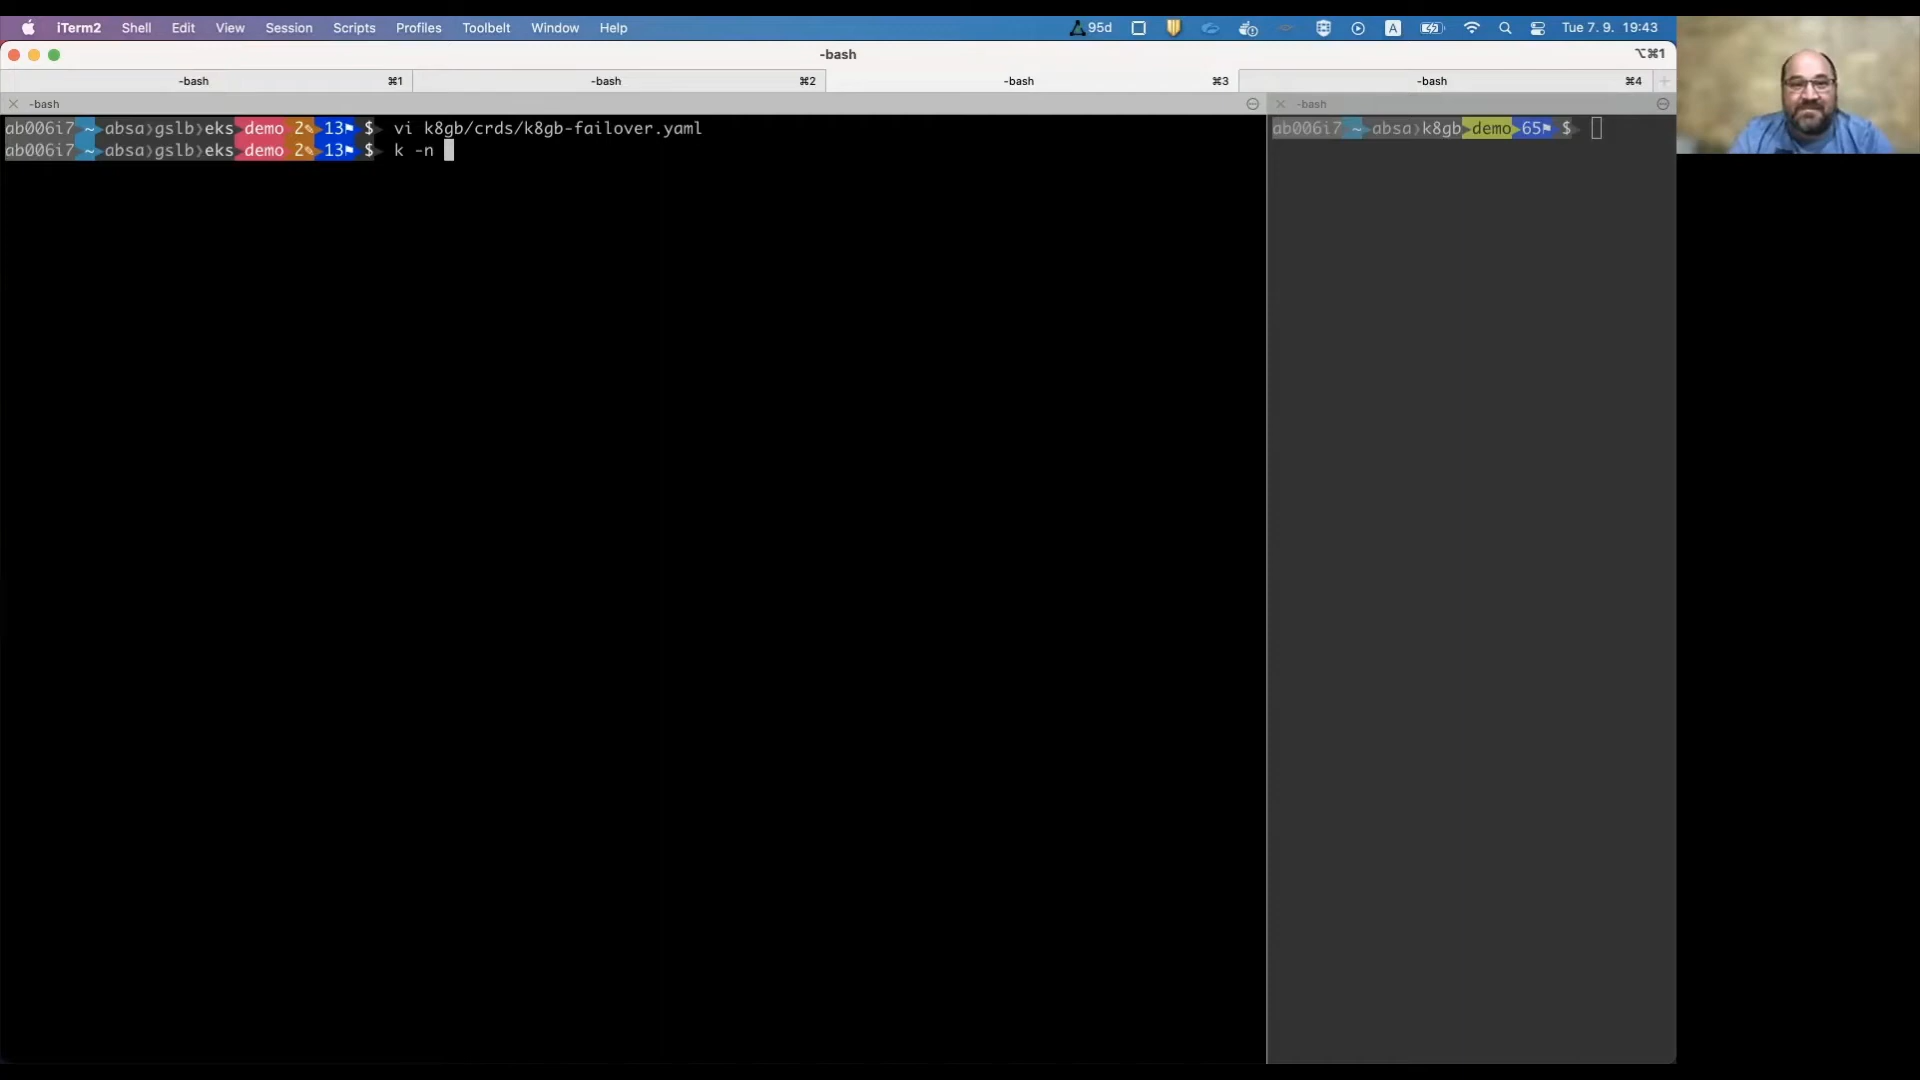 iTerm2 Shell Edit View Session Scripts Profiles Toolbelt Window Help 95d A Tue 7. 9. 19:43
-bash ⌥⌘1
-bash ⌘1 -bash ⌘2 -bash ⌘3 -bash ⌘4 +
-bash
-bash
ab006i7 ~ absa gslb eks demo 2✎ 13⚑ $ vi k8gb/crds/k8gb-failover.yaml
ab006i7 ~ absa gslb eks demo 2✎ 13⚑ $ k -n
ab006i7 ~ absa k8gb demo 65⚑ $